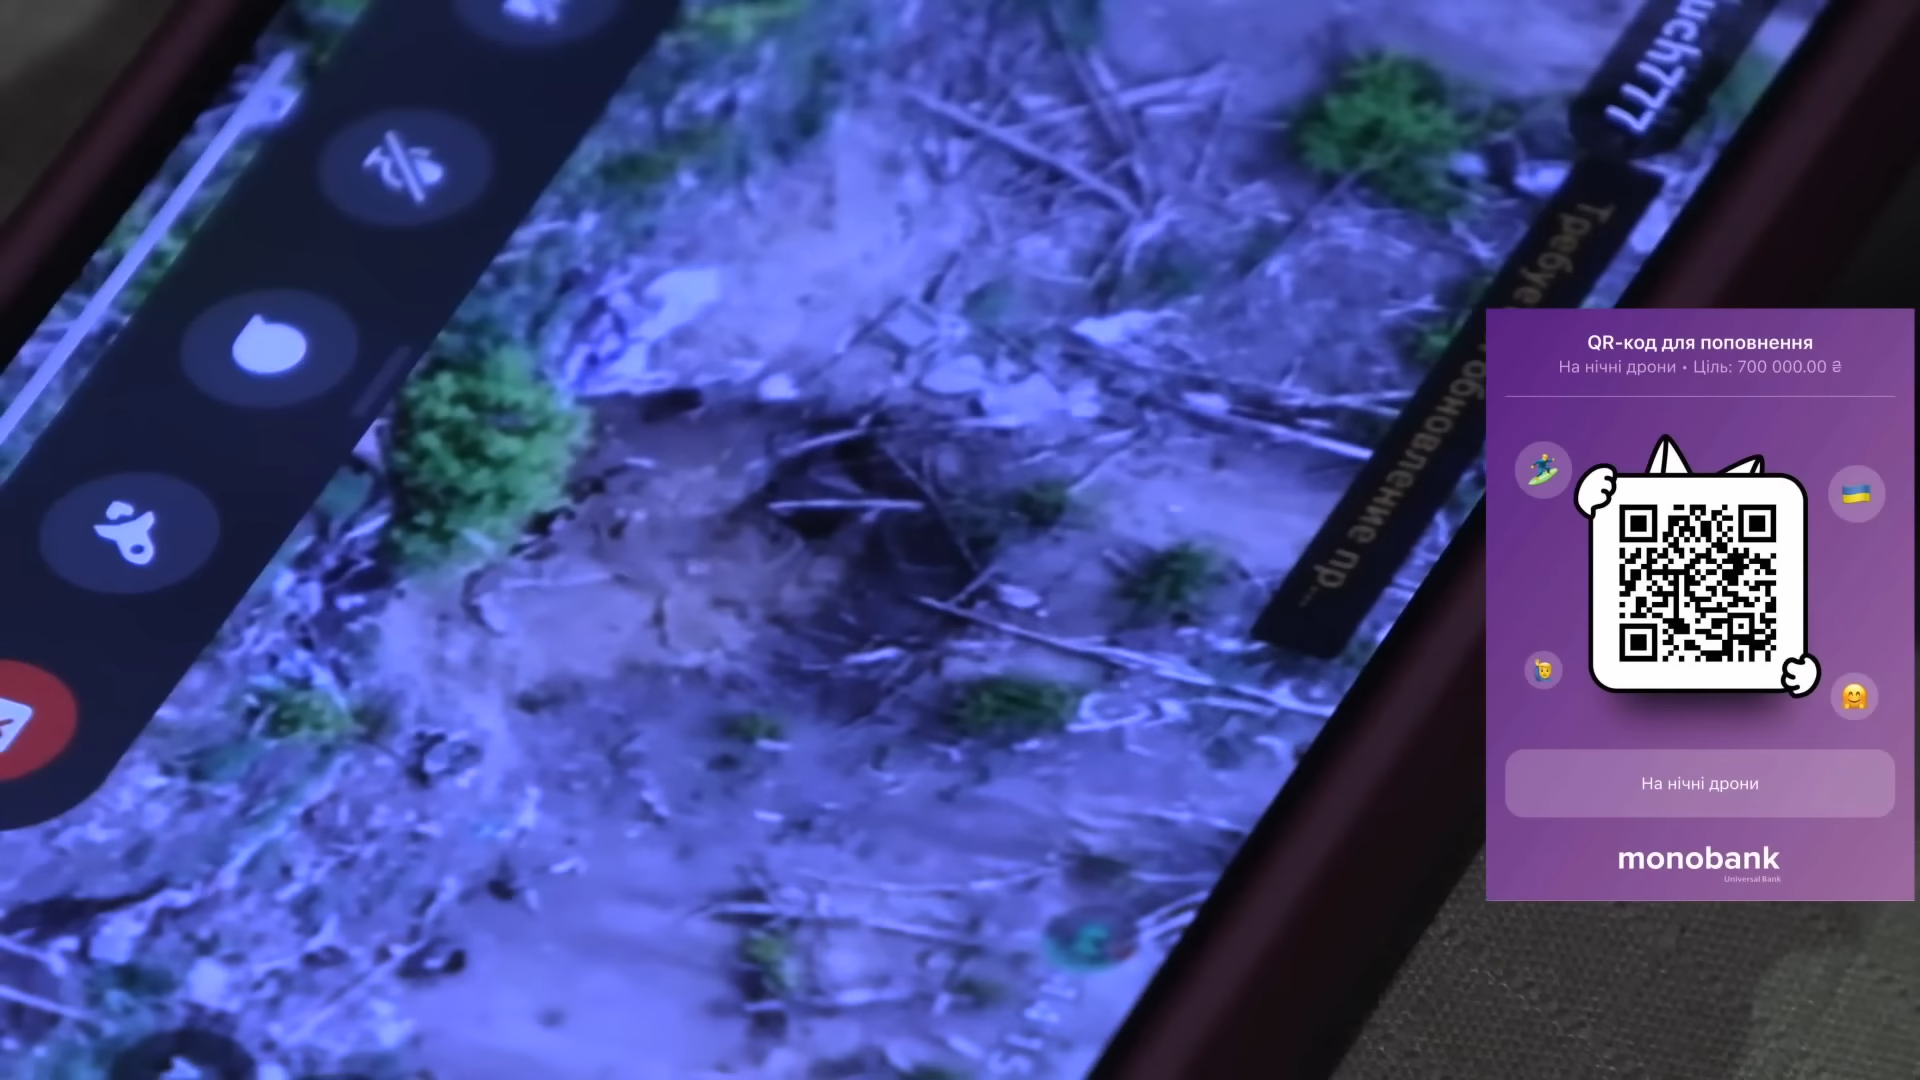 uch777
Требуе
обновление пр...
QR-код для поповнення
На нічні дрони • Ціль: 700 000.00 ₴
На нічні дрони
monobank
Universal Bank